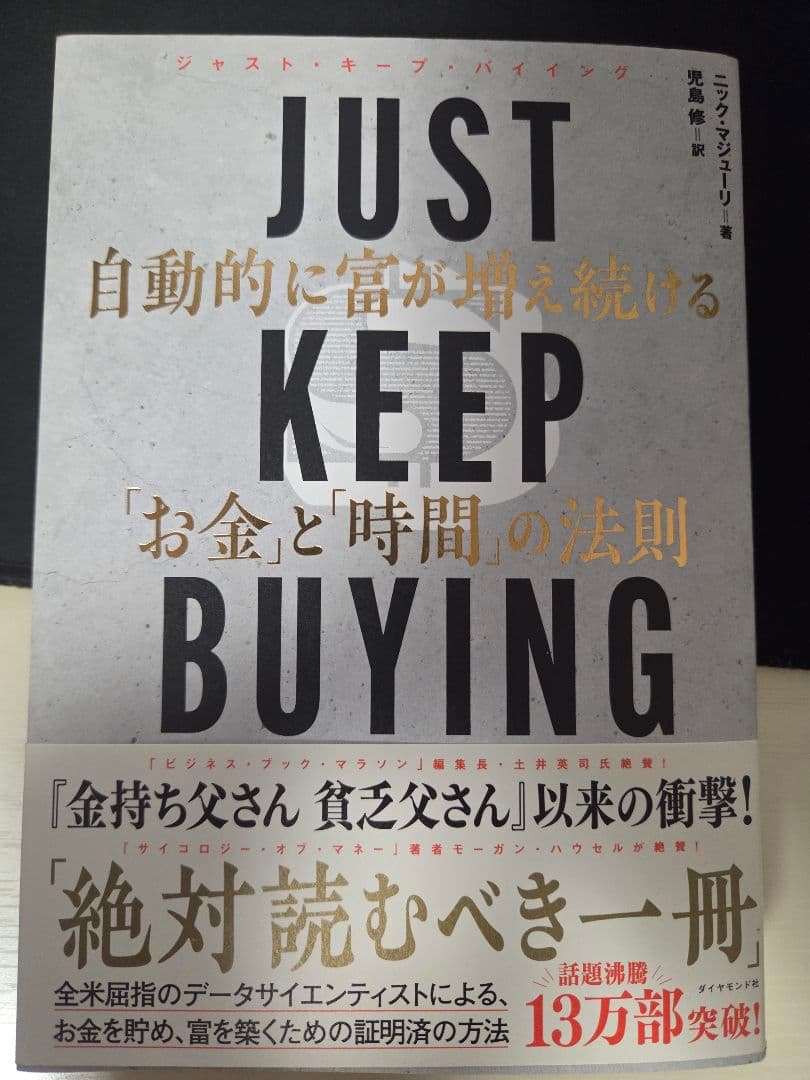 ジャスト・キープ・バイイング
ニック・マジューリ=著
児島 修=訳
JUST
自動的に富が増え続ける
KEEP
「お金」と「時間」の法則
BUYING
「ビジネス・ブック・マラソン」編集長・土井英司氏絶賛!
『金持ち父さん 貧乏父さん』以来の衝撃!
『サイコロジー・オブ・マネー』著者モーガン・ハウセルが絶賛!
「絶対読むべき一冊」
全米屈指のデータサイエンティストによる、
お金を貯め、富を築くための証明済の方法
話題沸騰
13万部突破!
ダイヤモンド社